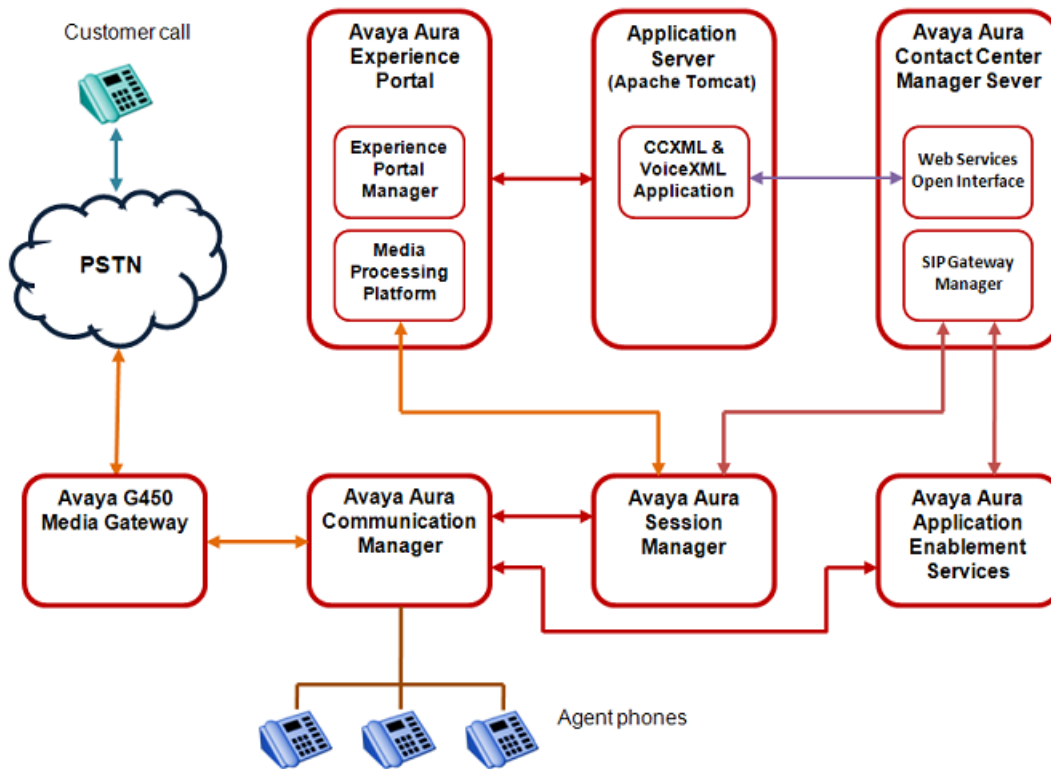 Customer call
Avaya Aura
Experience
Portal
Application
Server
(Apache Tomcat)
Avaya Aura
Contact Center
Manager Sever
Experience
Portal
Manager
CCXML &
VoiceXML
Application
Web Services
Open Interface
PSTN
Media
Processing
Platform
SIP Gateway
Manager
Avaya G450
Media Gateway
Avaya Aura
Communication
Manager
Avaya Aura
Session
Manager
Avaya Aura
Application
Enablement
Services
Agent phones